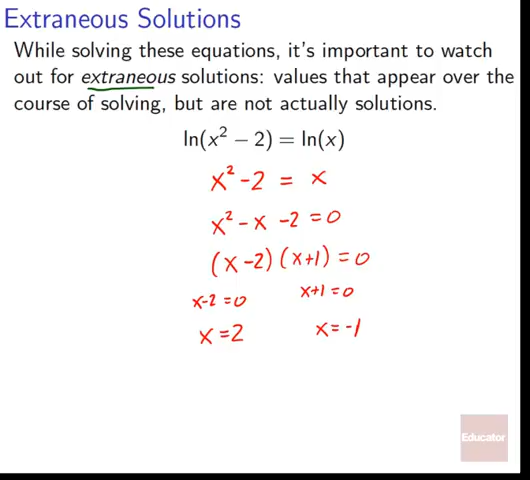 Extraneous Solutions
While solving these equations, it's important to watch
out for extraneous solutions: values that appear over the
course of solving, but are not actually solutions.
ln(x² − 2) = ln(x)
x² - 2 = x
x² - x - 2 = 0
(x - 2)(x + 1) = 0
x - 2 = 0 x + 1 = 0
x = 2 x = -1
Educator